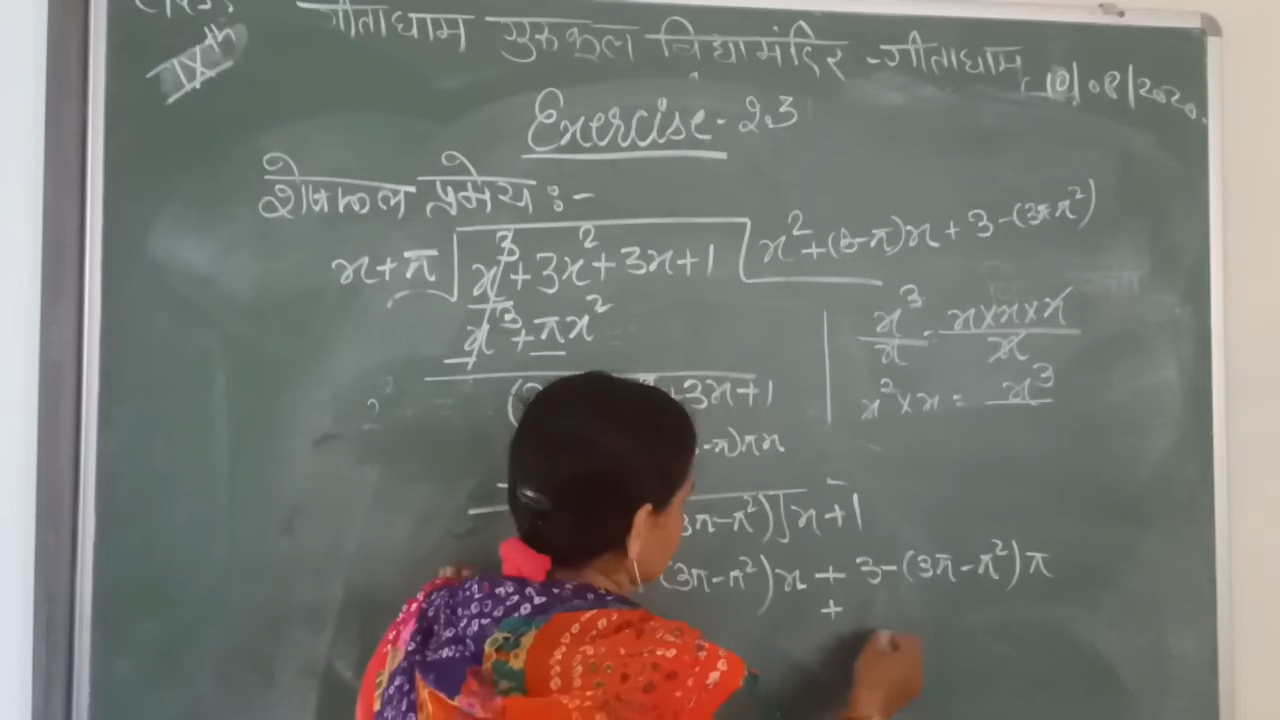 IXth
गीताधाम गुरुकूल विद्यामंदिर - गीताधाम 10/08/2020.
Exercise - 2.3
शेषफल प्रमेय :-
x+π x³+3x²+3x+1 x²+(3-π)x+3-(3π-π²)
x³+πx²
x³/x = x×x×x/x
+3x+1
x²×x = x³
-π)πx
3π-π²)]x+1
(3π-π²)x+3-(3π-π²)π
+